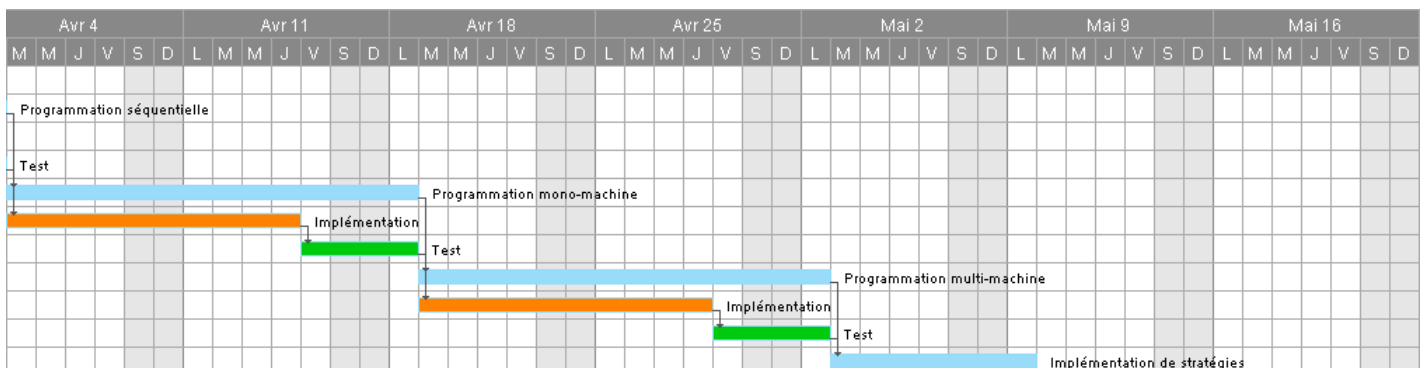 Avr 4 Avr 11 Avr 18 Avr 25 Mai 2 Mai 9 Mai 16
M M J V S D L M M J V S D L M M J V S D L M M J V S D L M M J V S D L M M J V S D L M M J V S D
Programmation séquentielle
Test
Programmation mono-machine
Implémentation
Test
Programmation multi-machine
Implémentation
Test
Implémentation de stratégies